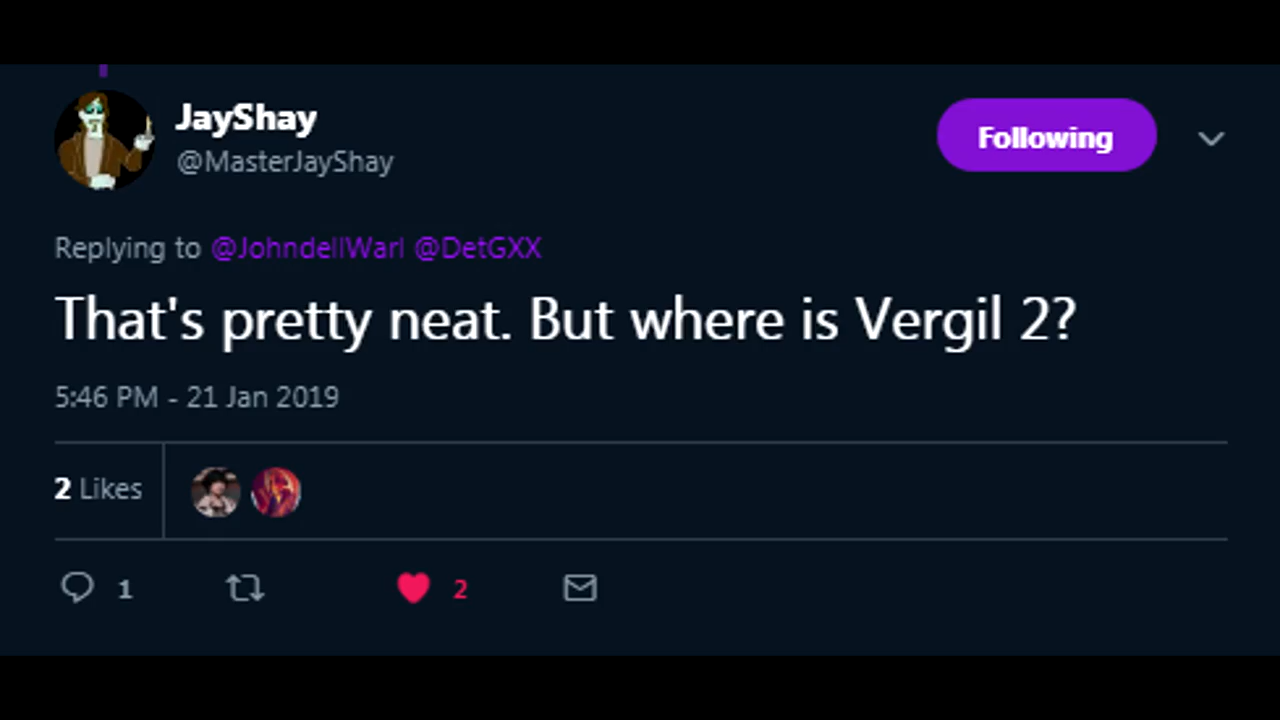 JayShay
@MasterJayShay
Following
Replying to @JohndellWarl @DetGXX
That's pretty neat. But where is Vergil 2?
5:46 PM - 21 Jan 2019
2 Likes
1
2